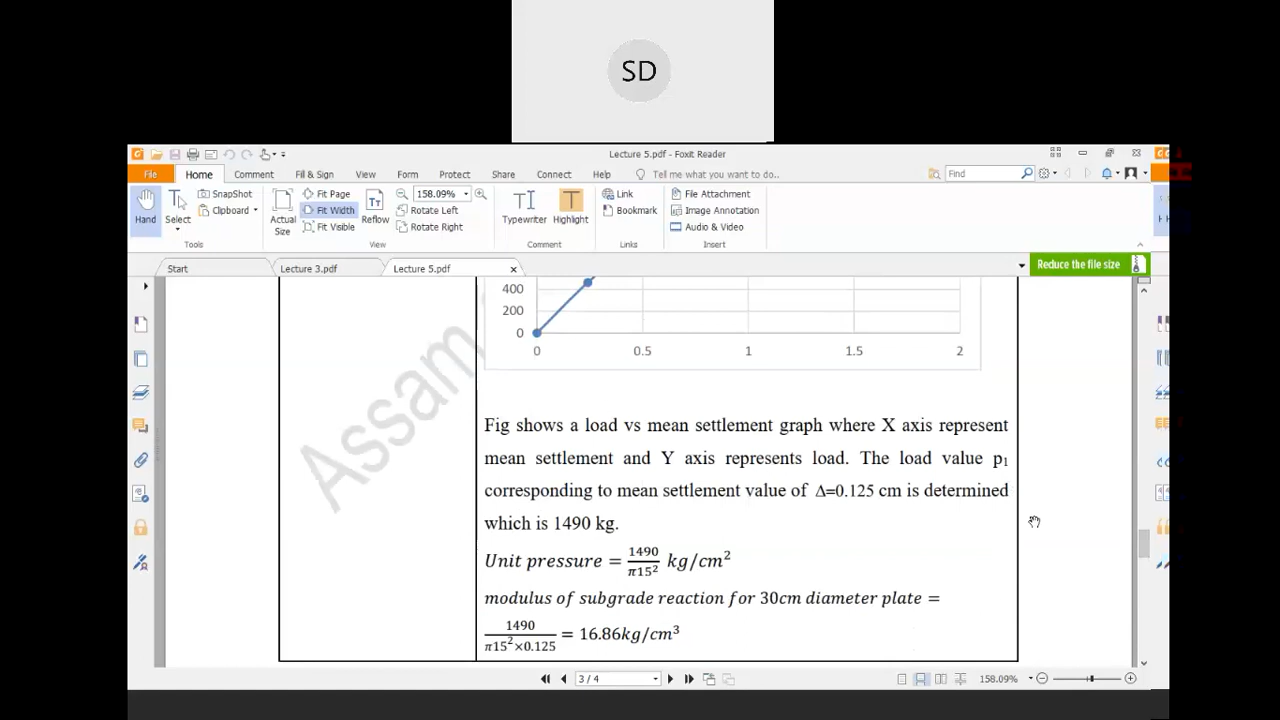 SD
Lecture 5.pdf - Foxit Reader
File Home Comment Fill & Sign View Form Protect Share Connect Help Tell me what you want to do.. Find
SnapShot
Clipboard
Hand Select
Actual Size
Fit Page
Fit Width
Fit Visible
Reflow
158.09%
Rotate Left
Rotate Right
Typewriter Highlight
Link
Bookmark
File Attachment
Image Annotation
Audio & Video
Tools View Comment Links Insert
Start Lecture 3.pdf Lecture 5.pdf Reduce the file size
400
200
0
0 0.5 1 1.5 2
Assam
Fig shows a load vs mean settlement graph where X axis represent
mean settlement and Y axis represents load. The load value p₁
corresponding to mean settlement value of Δ=0.125 cm is determined
which is 1490 kg.
Unit pressure = 1490/π15² kg/cm²
modulus of subgrade reaction for 30cm diameter plate =
1490/π15²×0.125 = 16.86kg/cm³
3 / 4
158.09%